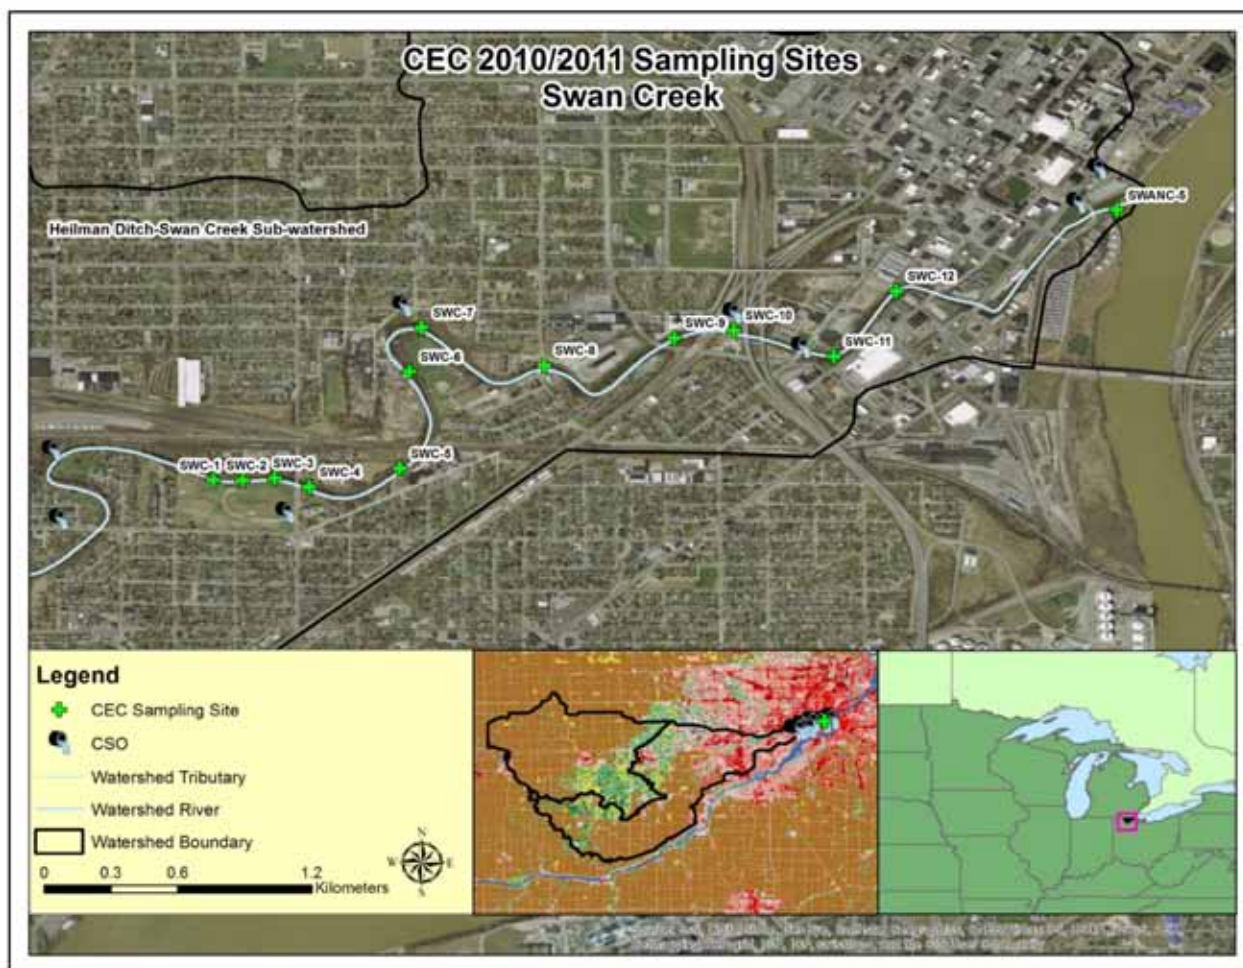 CEC 2010/2011 Sampling Sites
Swan Creek
SWANC-5
Heilman Ditch-Swan Creek Sub-watershed
SWC-12
SWC-7
SWC-9
SWC-10
SWC-6
SWC-8
SWC-11
SWC-1
SWC-2
SWC-3
SWC-4
SWC-5
Legend
CEC Sampling Site
CSO
Watershed Tributary
Watershed River
Watershed Boundary
N
W
E
S
0 0.3 0.6 1.2
Kilometers